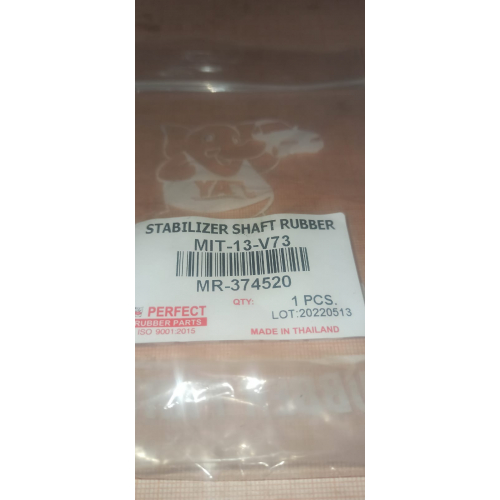 STABILIZER SHAFT RUBBER
MIT-13-V73
MR-374520
QTY: 1 PCS.
PERFECT
RUBBER PARTS
LOT:20220513
ISO 9001:2015
MADE IN THAILAND